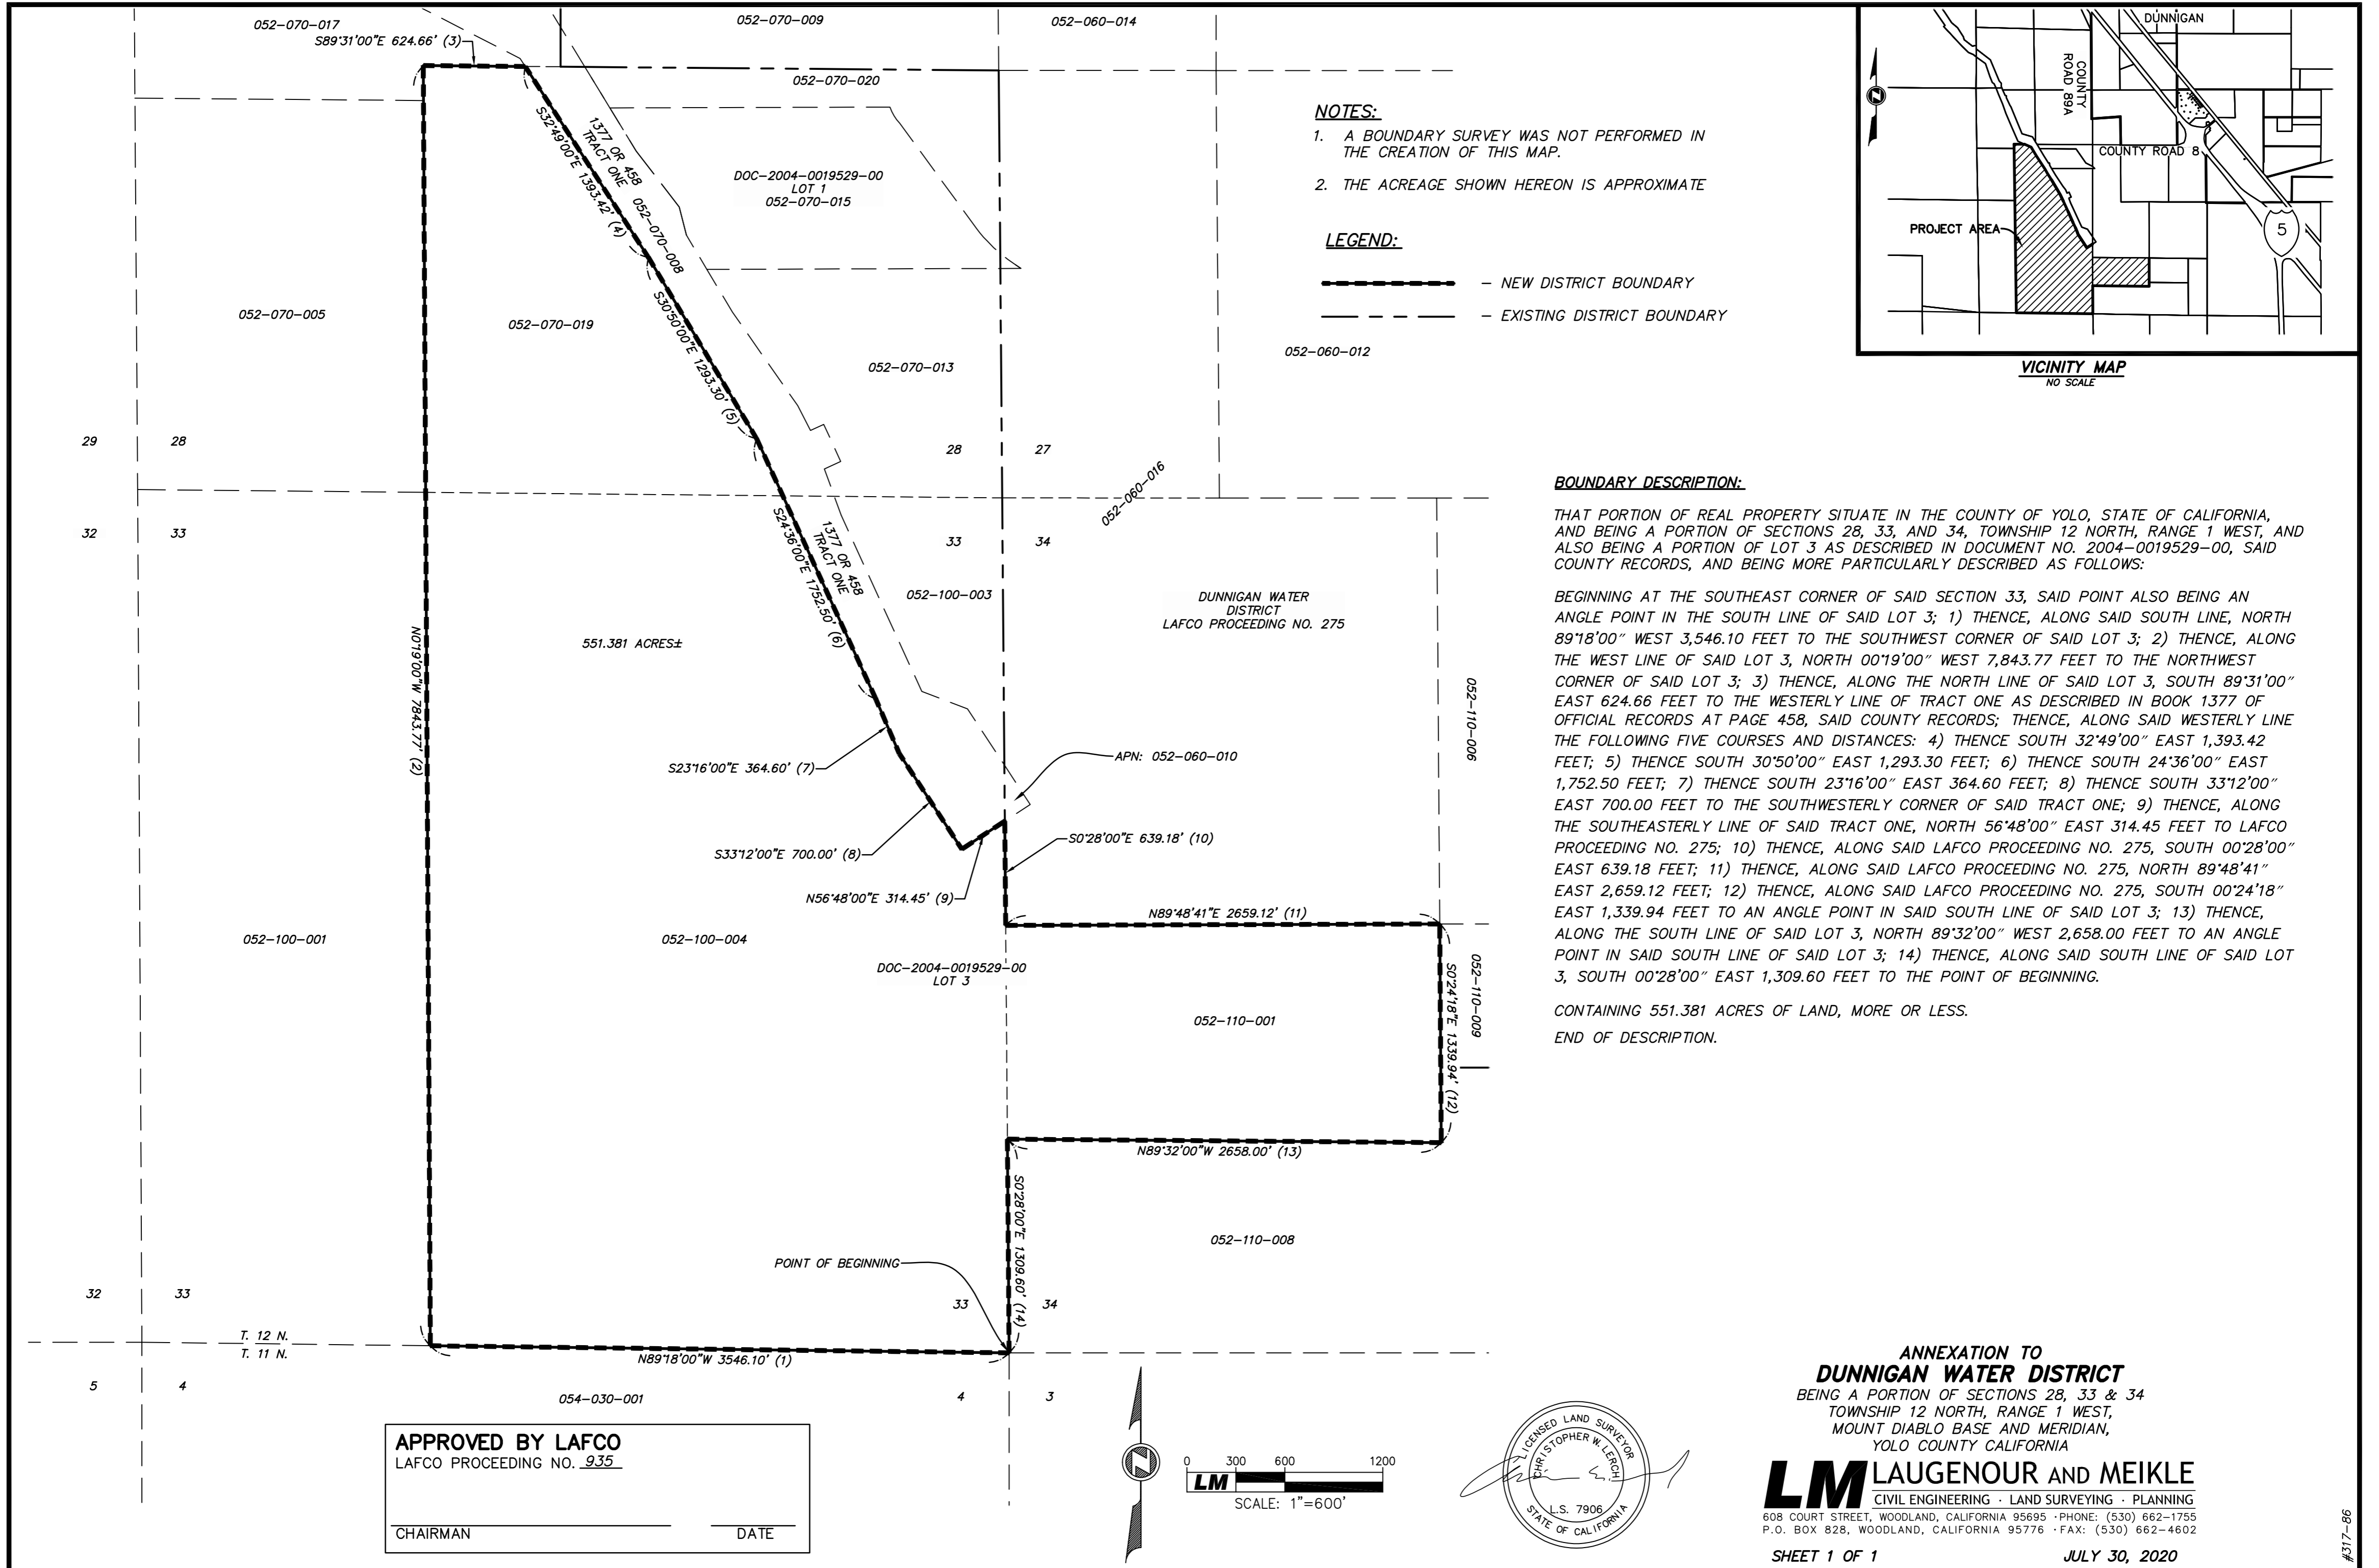 052-070-017
052-070-009
052-060-014
S89°31'00"E 624.66' (3)
052-070-020
S32°49'00"E 1393.42' (4)
1377 OR 458
TRACT ONE
052-070-008
DOC-2004-0019529-00
LOT 1
052-070-015
052-070-005
052-070-019
S30°50'00"E 1293.30' (5)
052-070-013
052-060-012
29
28
28
27
32
33
33
34
052-060-016
S24°36'00"E 1752.50' (6)
1377 OR 458
TRACT ONE
052-100-003
DUNNIGAN WATER
DISTRICT
LAFCO PROCEEDING NO. 275
N0°19'00"W 7843.77' (2)
551.381 ACRES±
052-110-006
S23°16'00"E 364.60' (7)
APN: 052-060-010
S33°12'00"E 700.00' (8)
S0°28'00"E 639.18' (10)
N56°48'00"E 314.45' (9)
N89°48'41"E 2659.12' (11)
052-100-001
052-100-004
DOC-2004-0019529-00
LOT 3
052-110-001
S0°24'18"E 1339.94' (12)
052-110-009
N89°32'00"W 2658.00' (13)
S0°28'00"E 1309.60' (14)
052-110-008
POINT OF BEGINNING
32
33
33
34
T. 12 N.
T. 11 N.
N89°18'00"W 3546.10' (1)
5
4
4
3
054-030-001
NOTES:
1. A BOUNDARY SURVEY WAS NOT PERFORMED IN
THE CREATION OF THIS MAP.
2. THE ACREAGE SHOWN HEREON IS APPROXIMATE
LEGEND:
– NEW DISTRICT BOUNDARY
– EXISTING DISTRICT BOUNDARY
DUNNIGAN
COUNTY
ROAD 89A
COUNTY ROAD 8
PROJECT AREA
5
N
VICINITY MAP
NO SCALE
BOUNDARY DESCRIPTION:
THAT PORTION OF REAL PROPERTY SITUATE IN THE COUNTY OF YOLO, STATE OF CALIFORNIA,
AND BEING A PORTION OF SECTIONS 28, 33, AND 34, TOWNSHIP 12 NORTH, RANGE 1 WEST, AND
ALSO BEING A PORTION OF LOT 3 AS DESCRIBED IN DOCUMENT NO. 2004-0019529-00, SAID
COUNTY RECORDS, AND BEING MORE PARTICULARLY DESCRIBED AS FOLLOWS:
BEGINNING AT THE SOUTHEAST CORNER OF SAID SECTION 33, SAID POINT ALSO BEING AN
ANGLE POINT IN THE SOUTH LINE OF SAID LOT 3; 1) THENCE, ALONG SAID SOUTH LINE, NORTH
89°18'00" WEST 3,546.10 FEET TO THE SOUTHWEST CORNER OF SAID LOT 3; 2) THENCE, ALONG
THE WEST LINE OF SAID LOT 3, NORTH 00°19'00" WEST 7,843.77 FEET TO THE NORTHWEST
CORNER OF SAID LOT 3; 3) THENCE, ALONG THE NORTH LINE OF SAID LOT 3, SOUTH 89°31'00"
EAST 624.66 FEET TO THE WESTERLY LINE OF TRACT ONE AS DESCRIBED IN BOOK 1377 OF
OFFICIAL RECORDS AT PAGE 458, SAID COUNTY RECORDS; THENCE, ALONG SAID WESTERLY LINE
THE FOLLOWING FIVE COURSES AND DISTANCES: 4) THENCE SOUTH 32°49'00" EAST 1,393.42
FEET; 5) THENCE SOUTH 30°50'00" EAST 1,293.30 FEET; 6) THENCE SOUTH 24°36'00" EAST
1,752.50 FEET; 7) THENCE SOUTH 23°16'00" EAST 364.60 FEET; 8) THENCE SOUTH 33°12'00"
EAST 700.00 FEET TO THE SOUTHWESTERLY CORNER OF SAID TRACT ONE; 9) THENCE, ALONG
THE SOUTHEASTERLY LINE OF SAID TRACT ONE, NORTH 56°48'00" EAST 314.45 FEET TO LAFCO
PROCEEDING NO. 275; 10) THENCE, ALONG SAID LAFCO PROCEEDING NO. 275, SOUTH 00°28'00"
EAST 639.18 FEET; 11) THENCE, ALONG SAID LAFCO PROCEEDING NO. 275, NORTH 89°48'41"
EAST 2,659.12 FEET; 12) THENCE, ALONG SAID LAFCO PROCEEDING NO. 275, SOUTH 00°24'18"
EAST 1,339.94 FEET TO AN ANGLE POINT IN SAID SOUTH LINE OF SAID LOT 3; 13) THENCE,
ALONG THE SOUTH LINE OF SAID LOT 3, NORTH 89°32'00" WEST 2,658.00 FEET TO AN ANGLE
POINT IN SAID SOUTH LINE OF SAID LOT 3; 14) THENCE, ALONG SAID SOUTH LINE OF SAID LOT
3, SOUTH 00°28'00" EAST 1,309.60 FEET TO THE POINT OF BEGINNING.
CONTAINING 551.381 ACRES OF LAND, MORE OR LESS.
END OF DESCRIPTION.
APPROVED BY LAFCO
LAFCO PROCEEDING NO. 935
CHAIRMAN
DATE
N
0 300 600 1200
LM
SCALE: 1"=600'
LICENSED LAND SURVEYOR
CHRISTOPHER W. LERCH
L.S. 7906
STATE OF CALIFORNIA
ANNEXATION TO
DUNNIGAN WATER DISTRICT
BEING A PORTION OF SECTIONS 28, 33 & 34
TOWNSHIP 12 NORTH, RANGE 1 WEST,
MOUNT DIABLO BASE AND MERIDIAN,
YOLO COUNTY CALIFORNIA
LM LAUGENOUR AND MEIKLE
CIVIL ENGINEERING · LAND SURVEYING · PLANNING
608 COURT STREET, WOODLAND, CALIFORNIA 95695 · PHONE: (530) 662-1755
P.O. BOX 828, WOODLAND, CALIFORNIA 95776 · FAX: (530) 662-4602
SHEET 1 OF 1
JULY 30, 2020
#317-86